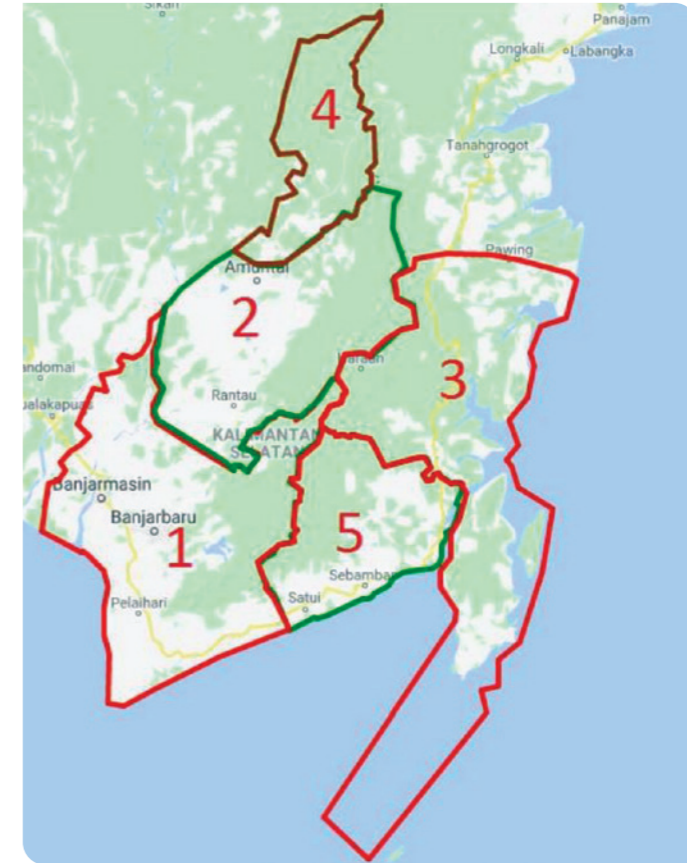 Sikan
Panajam
Longkali
Labangka
4
Tanahgrogot
Pawing
Amuntai
2
andomai
Rantau
3
KALIMANTAN
SELATAN
Banjarmasin
Banjarbaru
1
5
Sebamban
Pelaihari
Satui